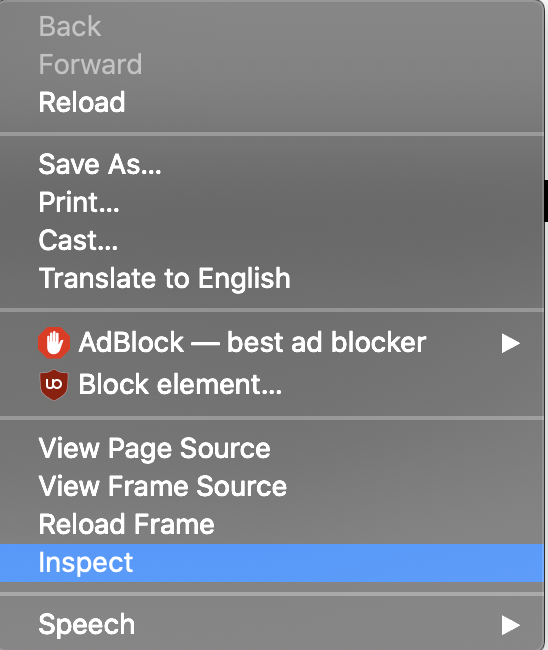 Back
Forward
Reload
Save As...
Print...
Cast...
Translate to English
AdBlock — best ad blocker
uo Block element...
View Page Source
View Frame Source
Reload Frame
Inspect
Speech